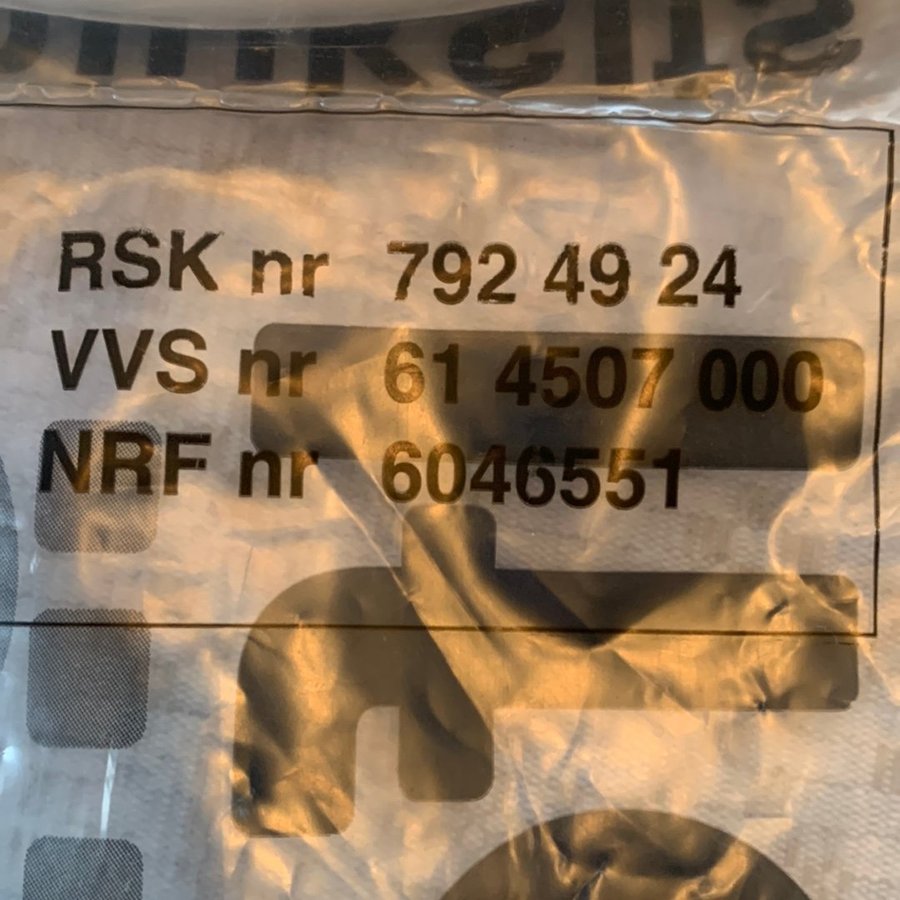 RSK nr 792 49 24
VVS nr 61 4507 000
NRF nr 6046551